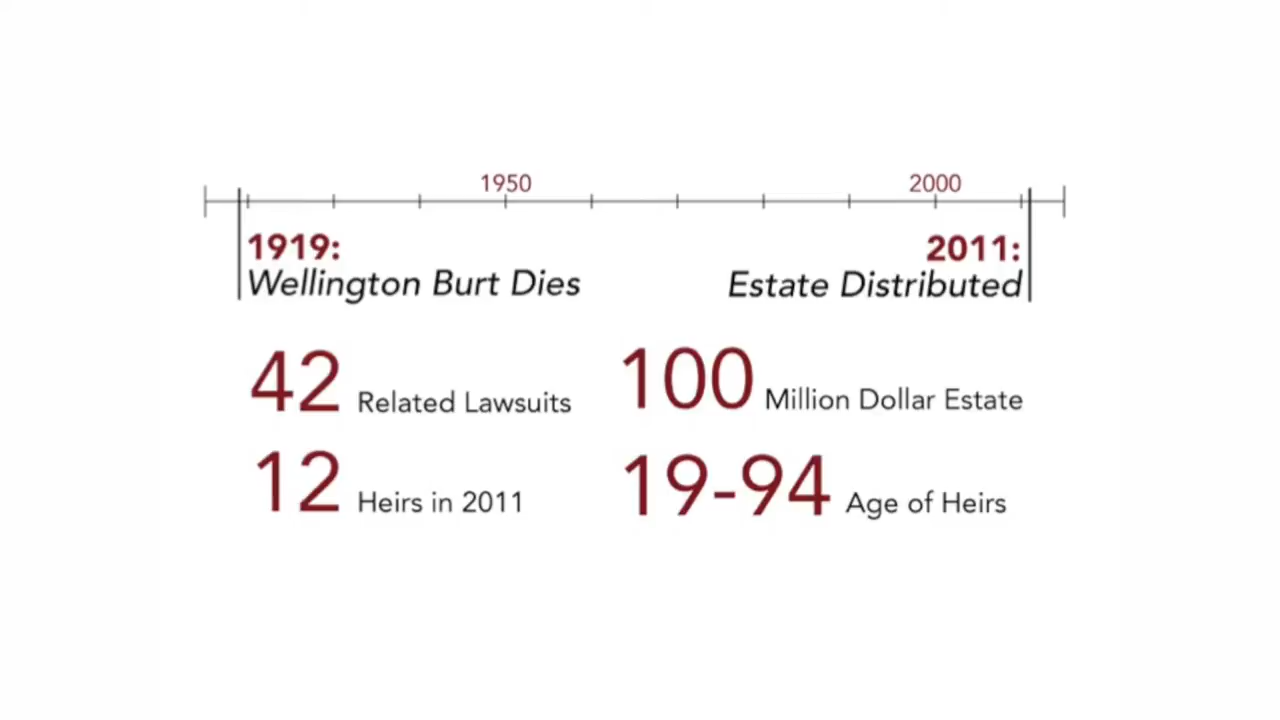 1950
2000
1919:
Wellington Burt Dies
2011:
Estate Distributed
42 Related Lawsuits
100 Million Dollar Estate
12 Heirs in 2011
19-94 Age of Heirs